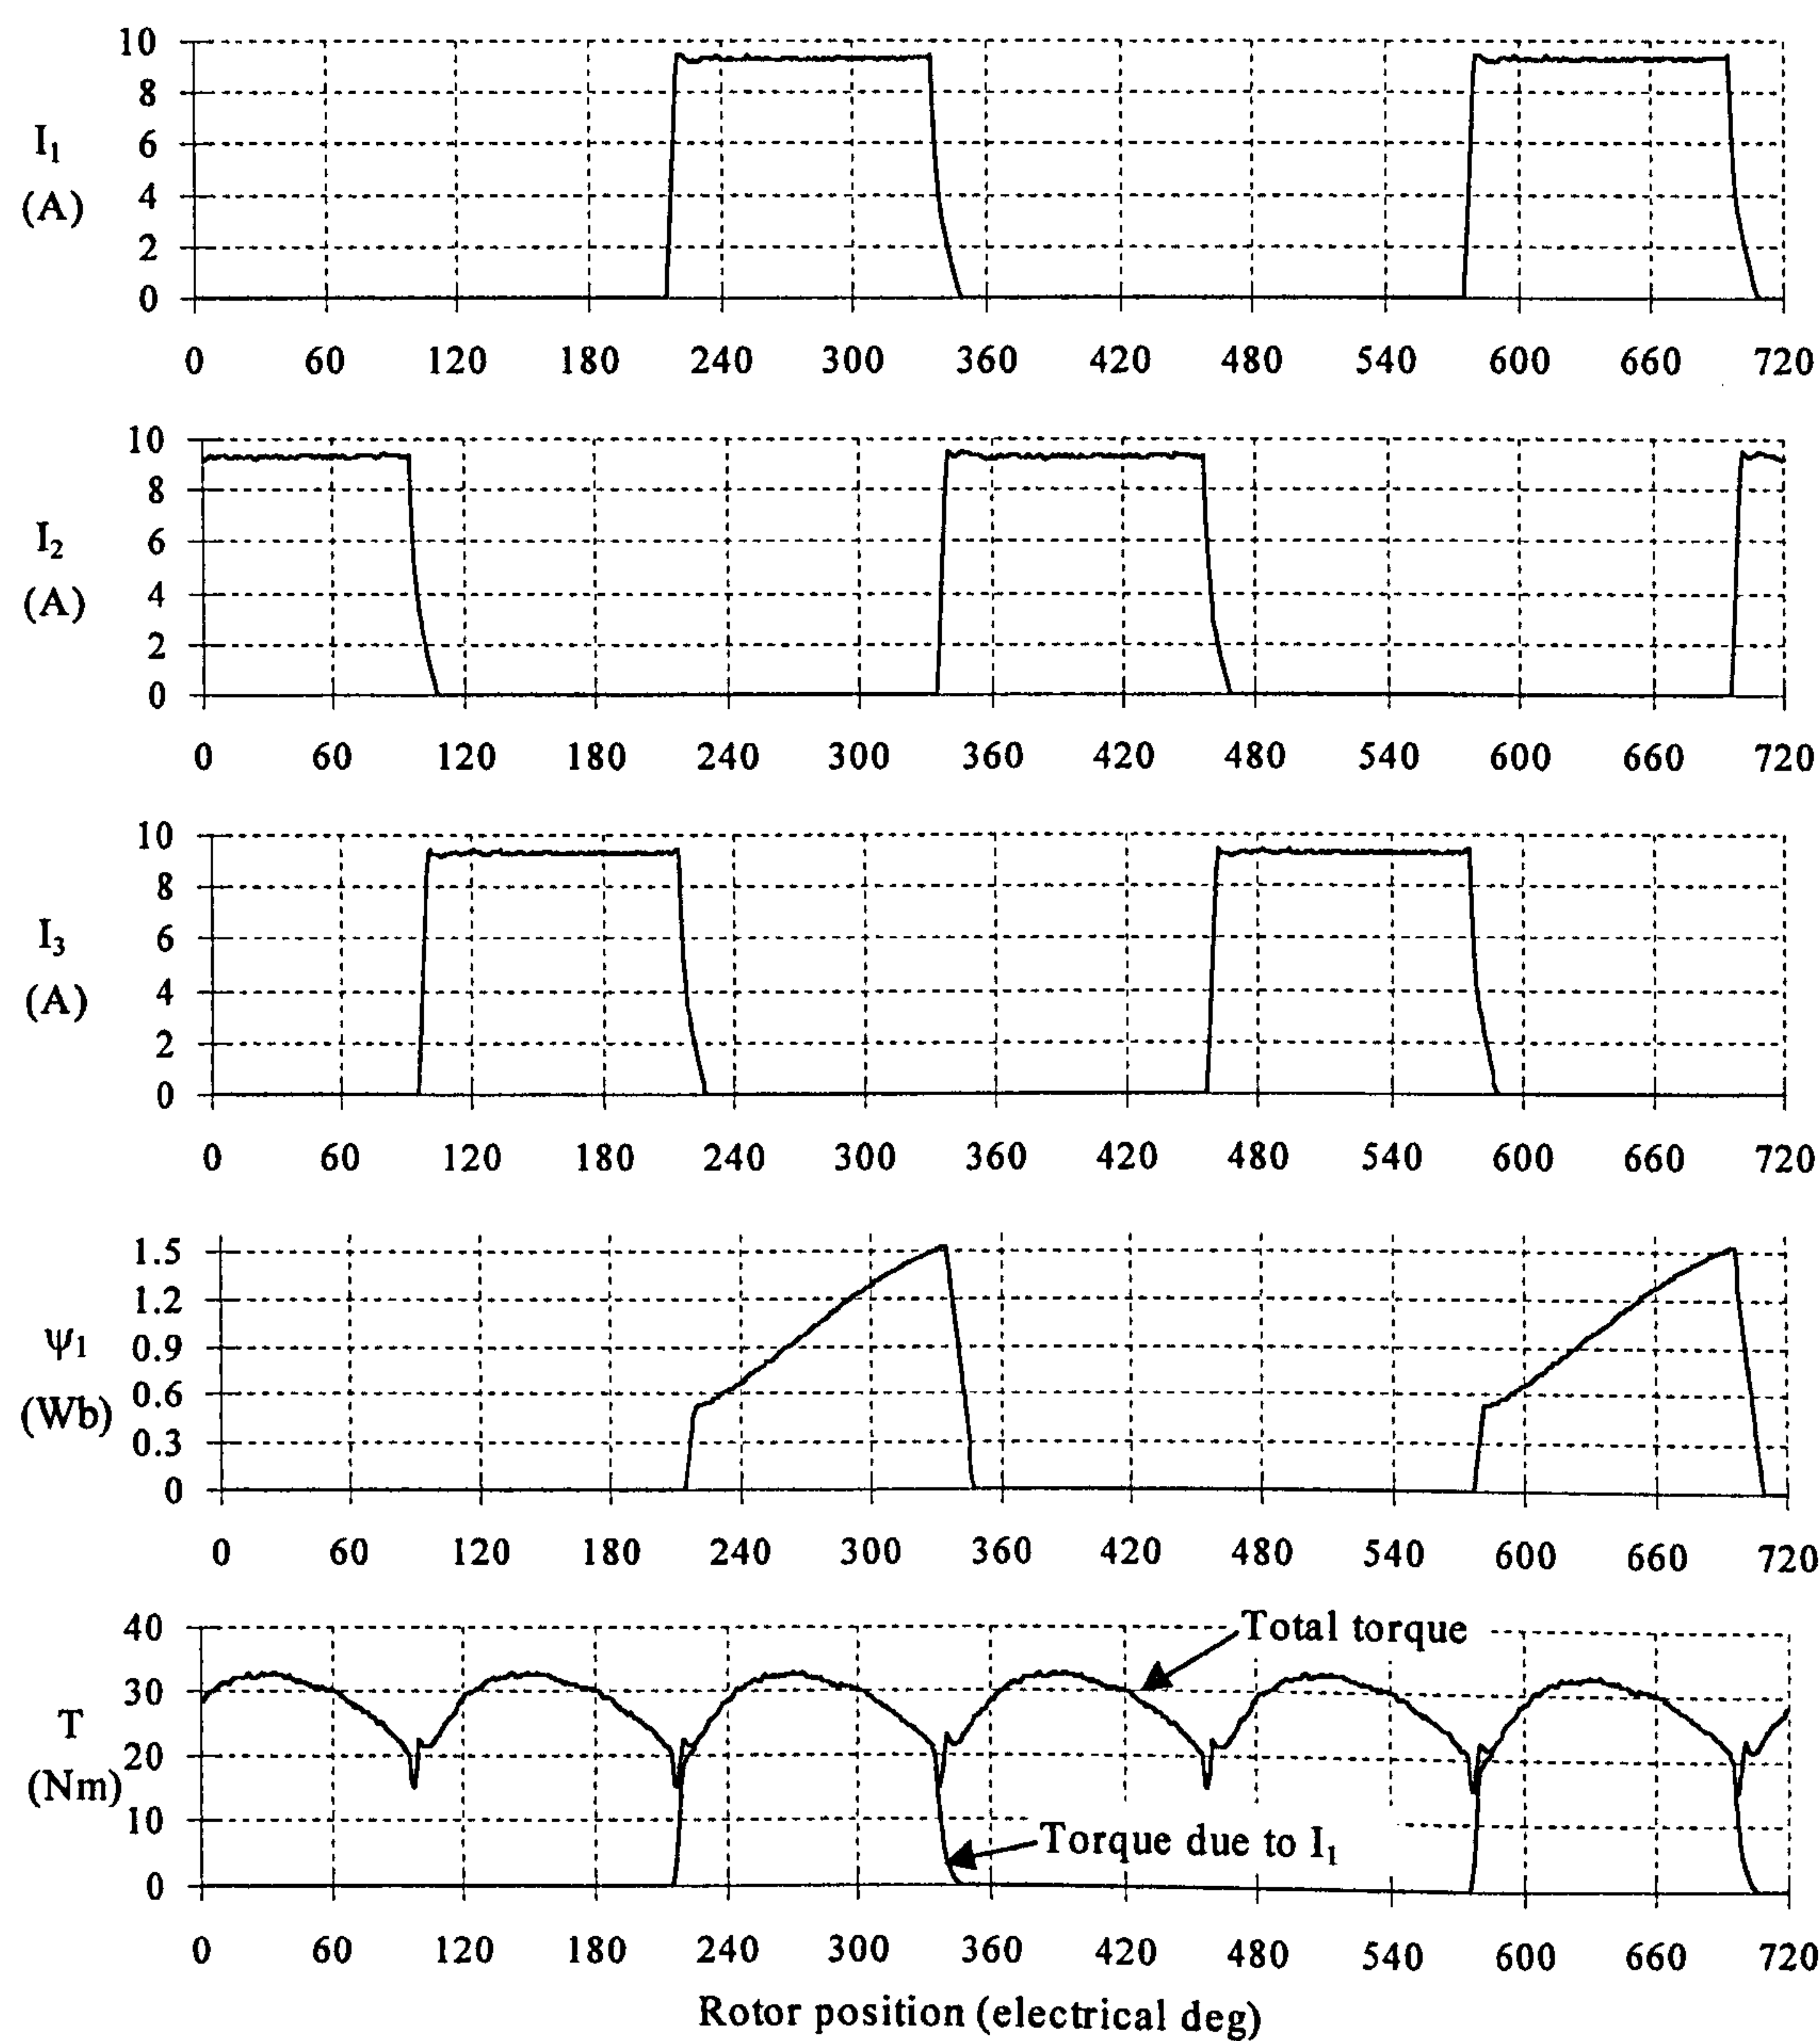 10
8
I₁ 6
(A) 4
2
0
0 60 120 180 240 300 360 420 480 540 600 660 720
10
8
I₂ 6
(A) 4
2
0
0 60 120 180 240 300 360 420 480 540 600 660 720
10
8
I₃ 6
(A) 4
2
0
0 60 120 180 240 300 360 420 480 540 600 660 720
1.5
1.2
ψ₁ 0.9
(Wb) 0.6
0.3
0
0 60 120 180 240 300 360 420 480 540 600 660 720
40 Total torque
30
T
20
(Nm)
10
Torque due to I₁
0
0 60 120 180 240 300 360 420 480 540 600 660 720
Rotor position (electrical deg)